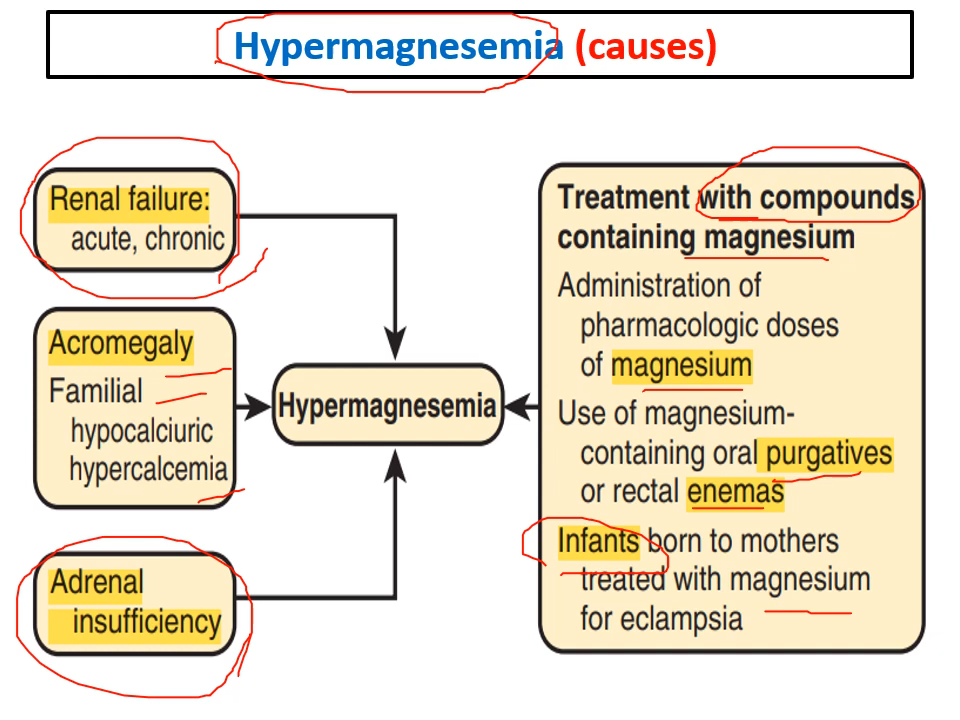 Hypermagnesemia (causes)
Renal failure:
acute, chronic
Acromegaly
Familial
hypocalciuric
hypercalcemia
Adrenal
insufficiency
Hypermagnesemia
Treatment with compounds
containing magnesium
Administration of
pharmacologic doses
of magnesium
Use of magnesium-
containing oral purgatives
or rectal enemas
Infants born to mothers
treated with magnesium
for eclampsia